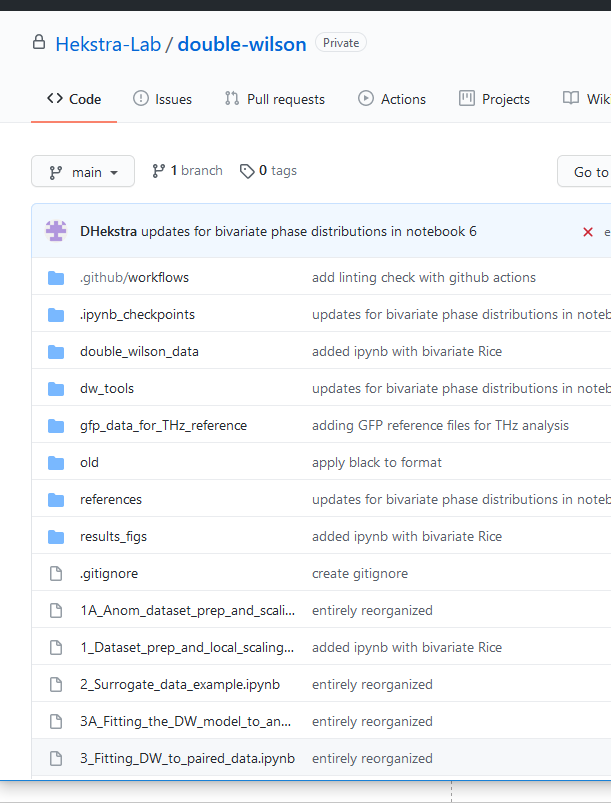 Hekstra-Lab / double-wilson Private
Code Issues Pull requests Actions Projects Wik
main 1 branch 0 tags Go to
DHekstra updates for bivariate phase distributions in notebook 6 e
.github/workflows add linting check with github actions
.ipynb_checkpoints updates for bivariate phase distributions in noteb
double_wilson_data added ipynb with bivariate Rice
dw_tools updates for bivariate phase distributions in noteb
gfp_data_for_THz_reference adding GFP reference files for THz analysis
old apply black to format
references updates for bivariate phase distributions in noteb
results_figs added ipynb with bivariate Rice
.gitignore create gitignore
1A_Anom_dataset_prep_and_scali... entirely reorganized
1_Dataset_prep_and_local_scaling... added ipynb with bivariate Rice
2_Surrogate_data_example.ipynb entirely reorganized
3A_Fitting_the_DW_model_to_an... entirely reorganized
3_Fitting_DW_to_paired_data.ipynb entirely reorganized